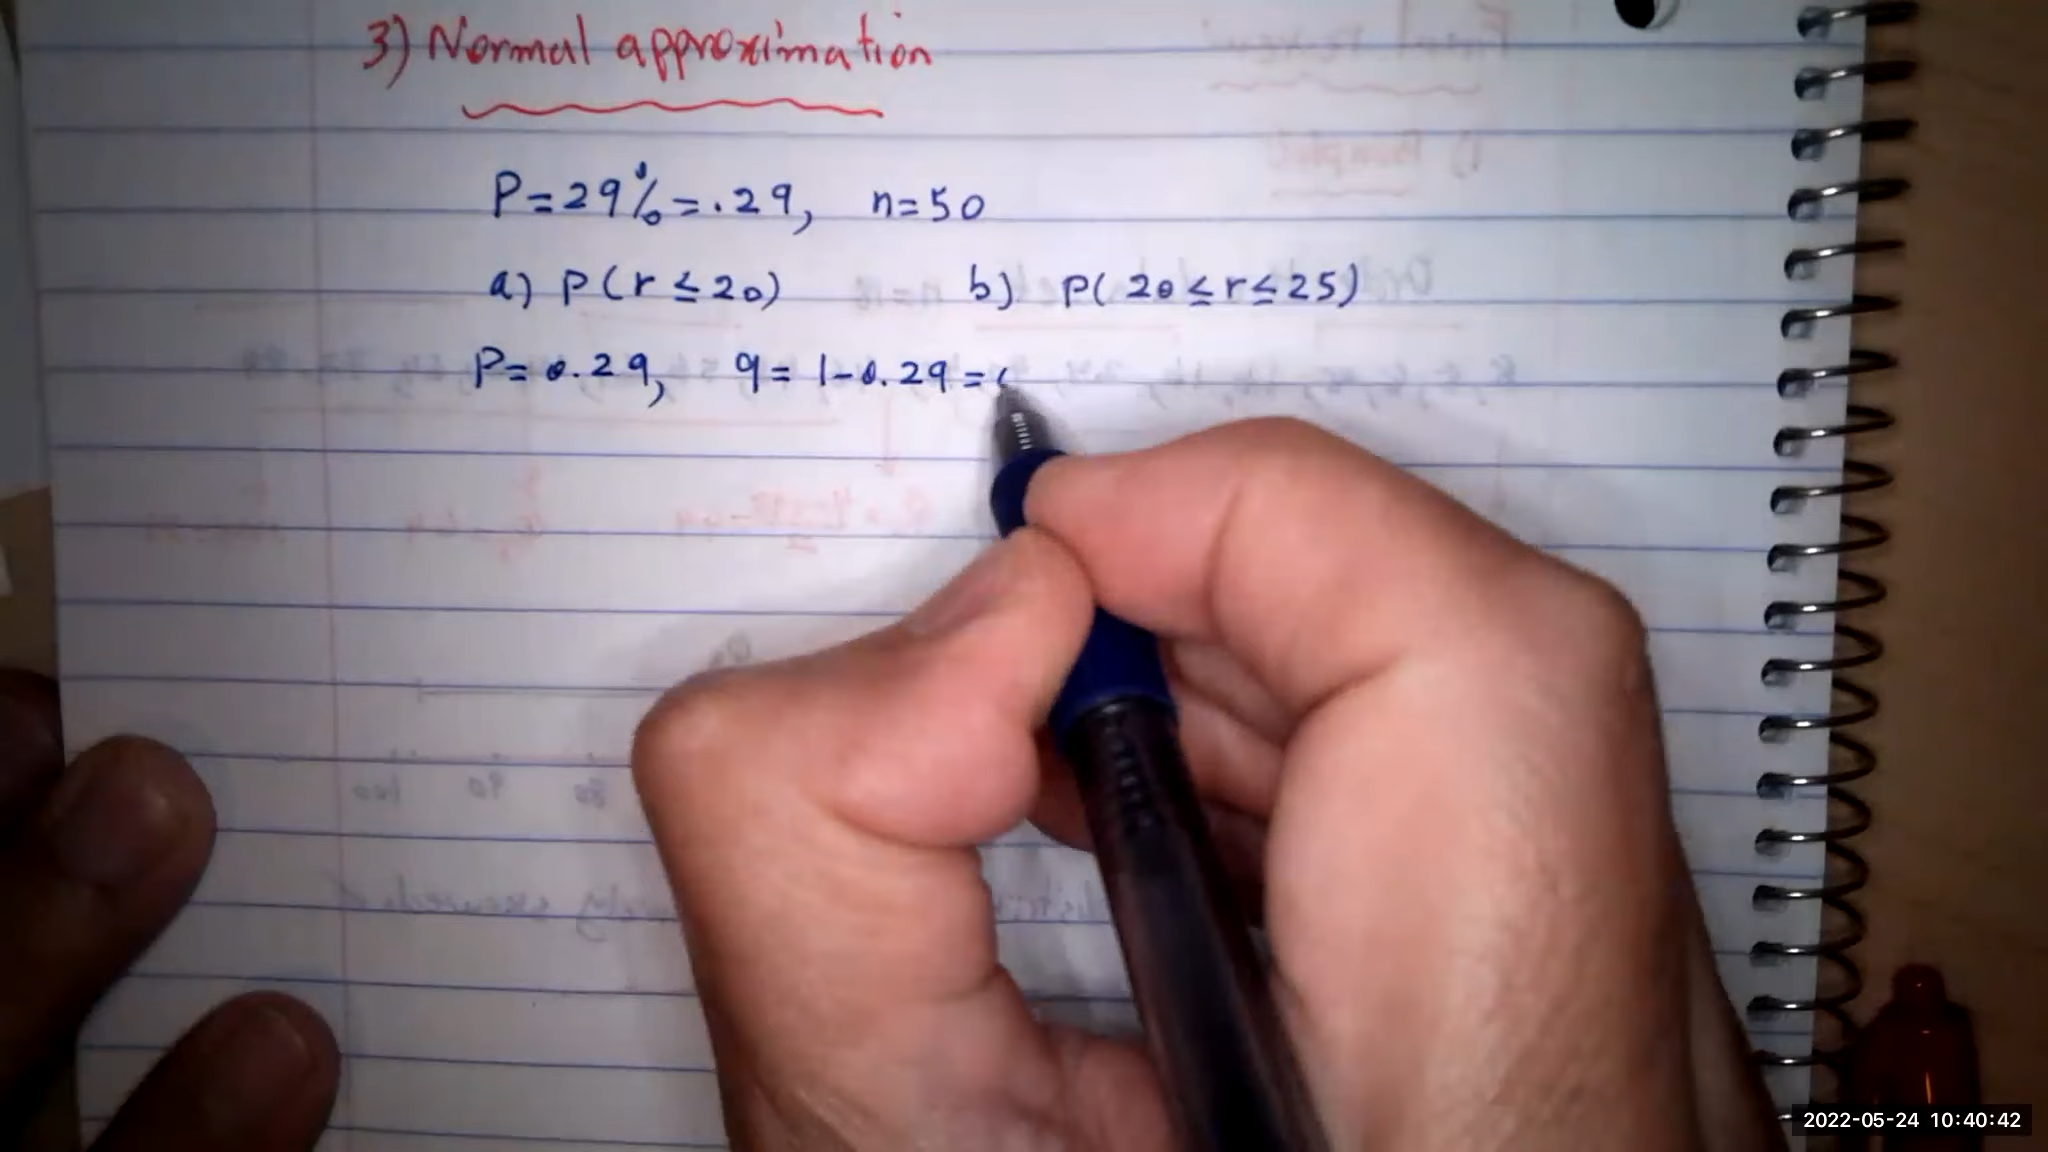 3) Normal approximation
P=29%=.29, n=50
a) P(r≤20) b) P(20≤r≤25)
P=0.29, q=1-0.29=
2022-05-24 10:40:42